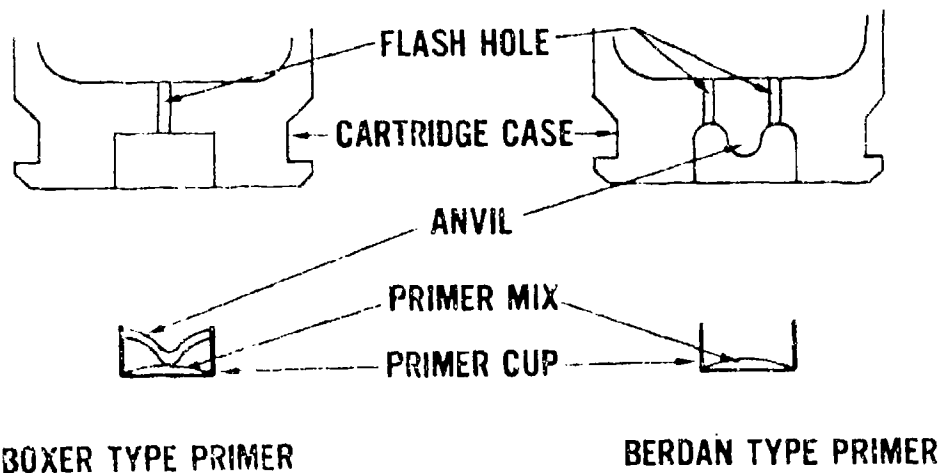 FLASH HOLE
CARTRIDGE CASE
ANVIL
PRIMER MIX
PRIMER CUP
BOXER TYPE PRIMER
BERDAN TYPE PRIMER